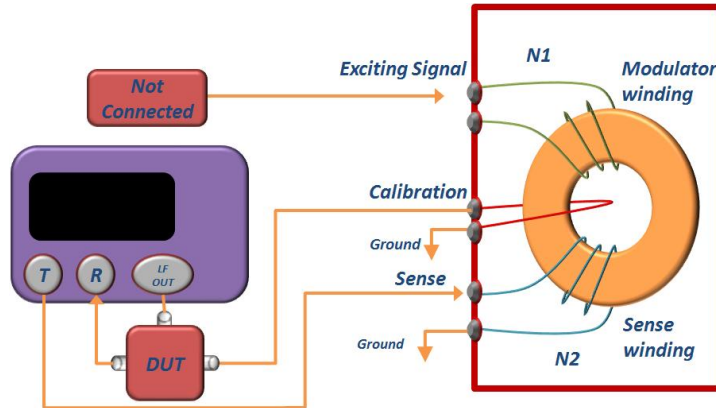 N1
Exciting Signal
Modulator
winding
Not
Connected
Calibration
Ground
T
R
LF
OUT
Sense
Ground
DUT
Sense
winding
N2